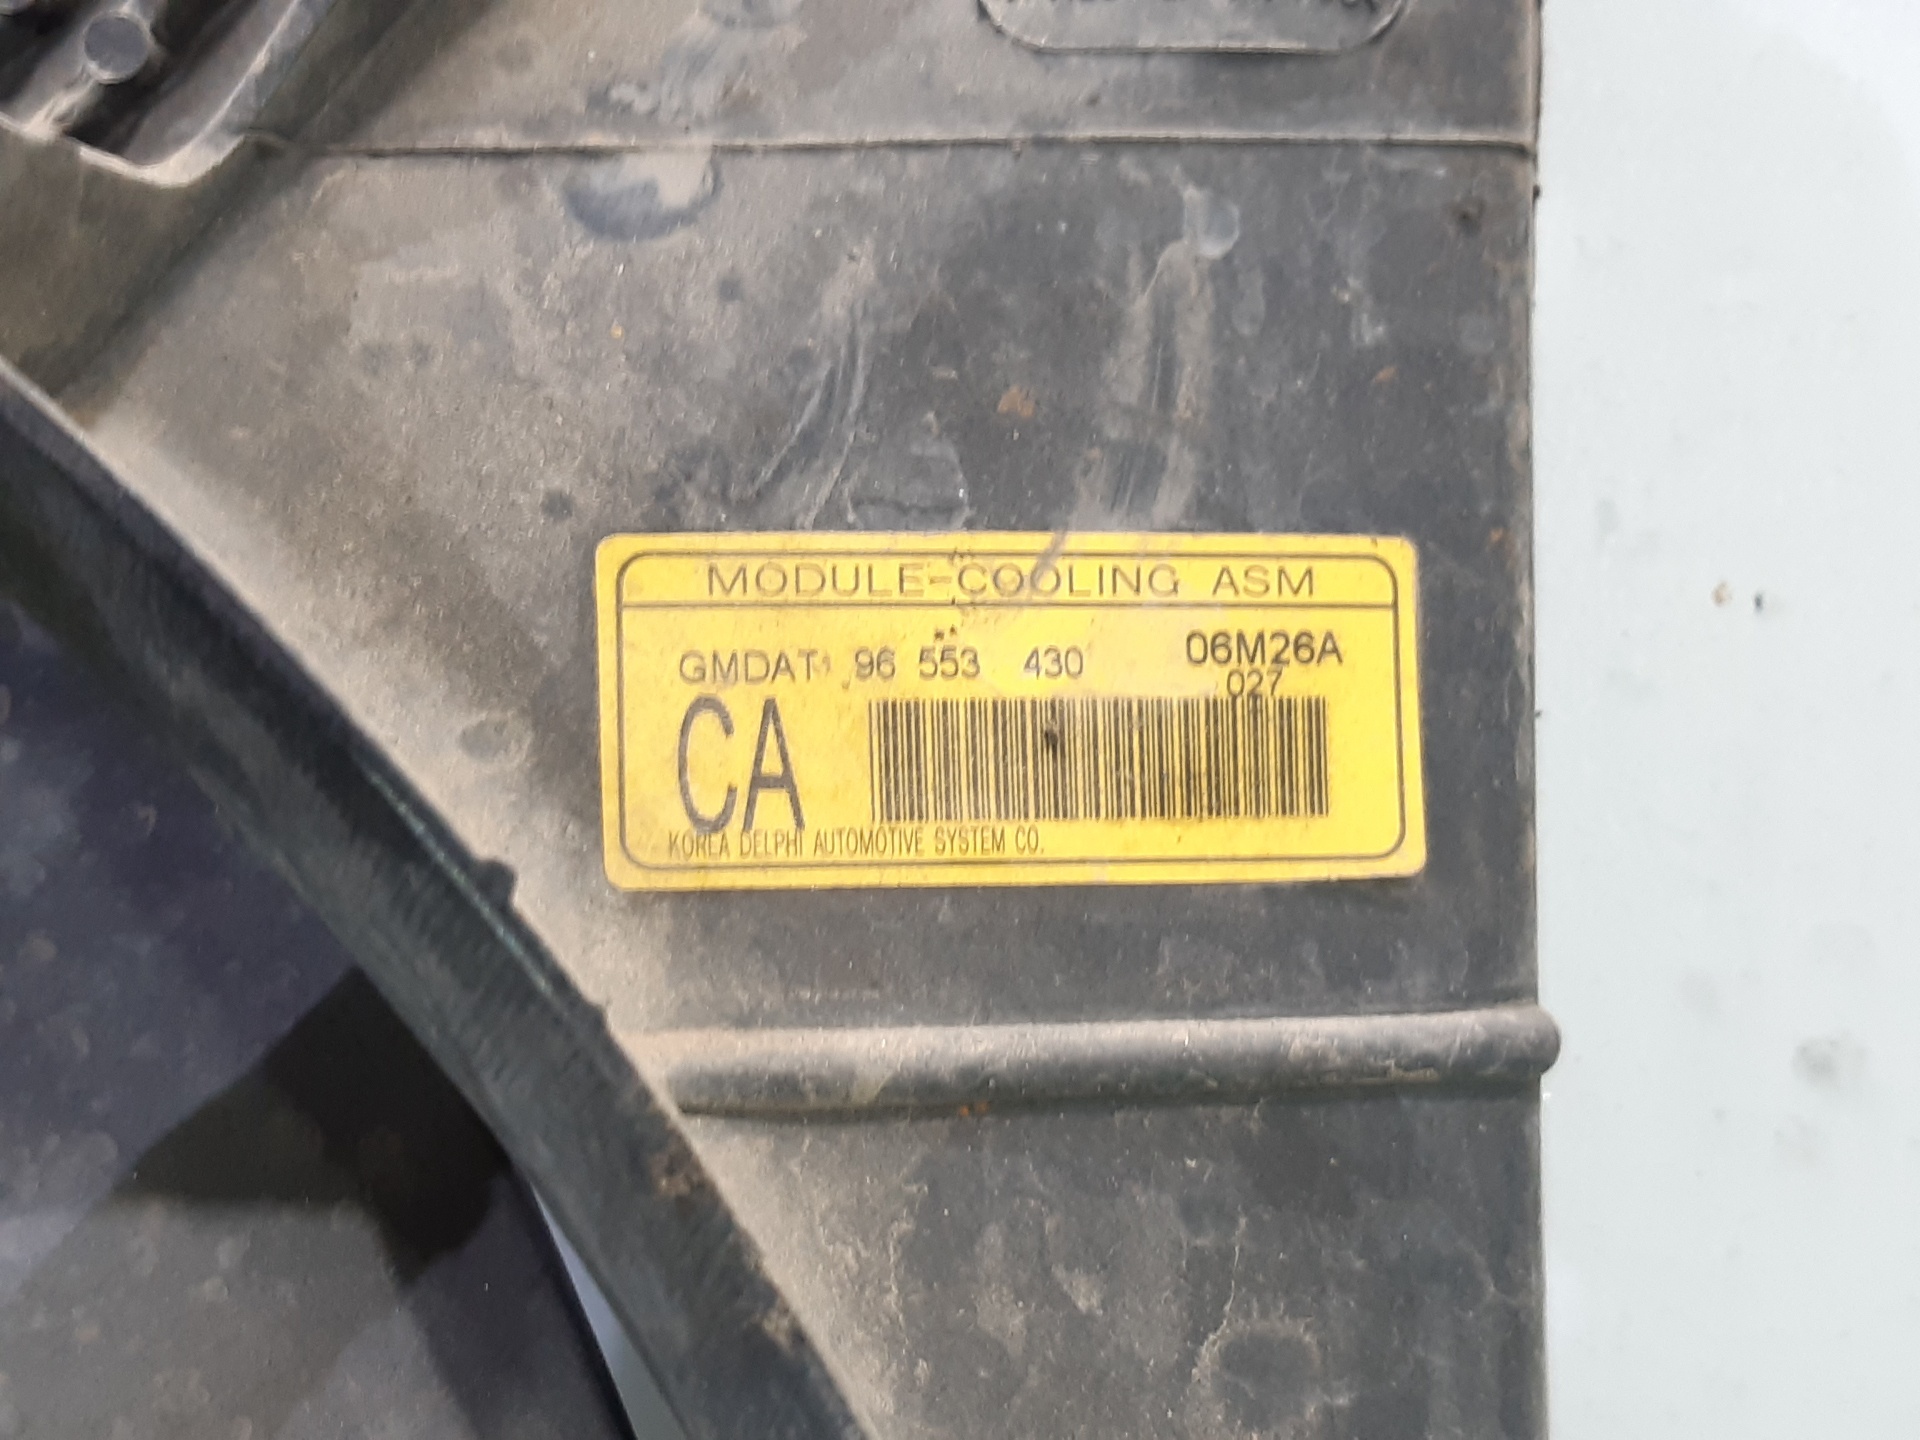 MODULE-COOLING ASM
GMDAT 96 553 430 06M26A
027
CA
KOREA DELPHI AUTOMOTIVE SYSTEM CO.